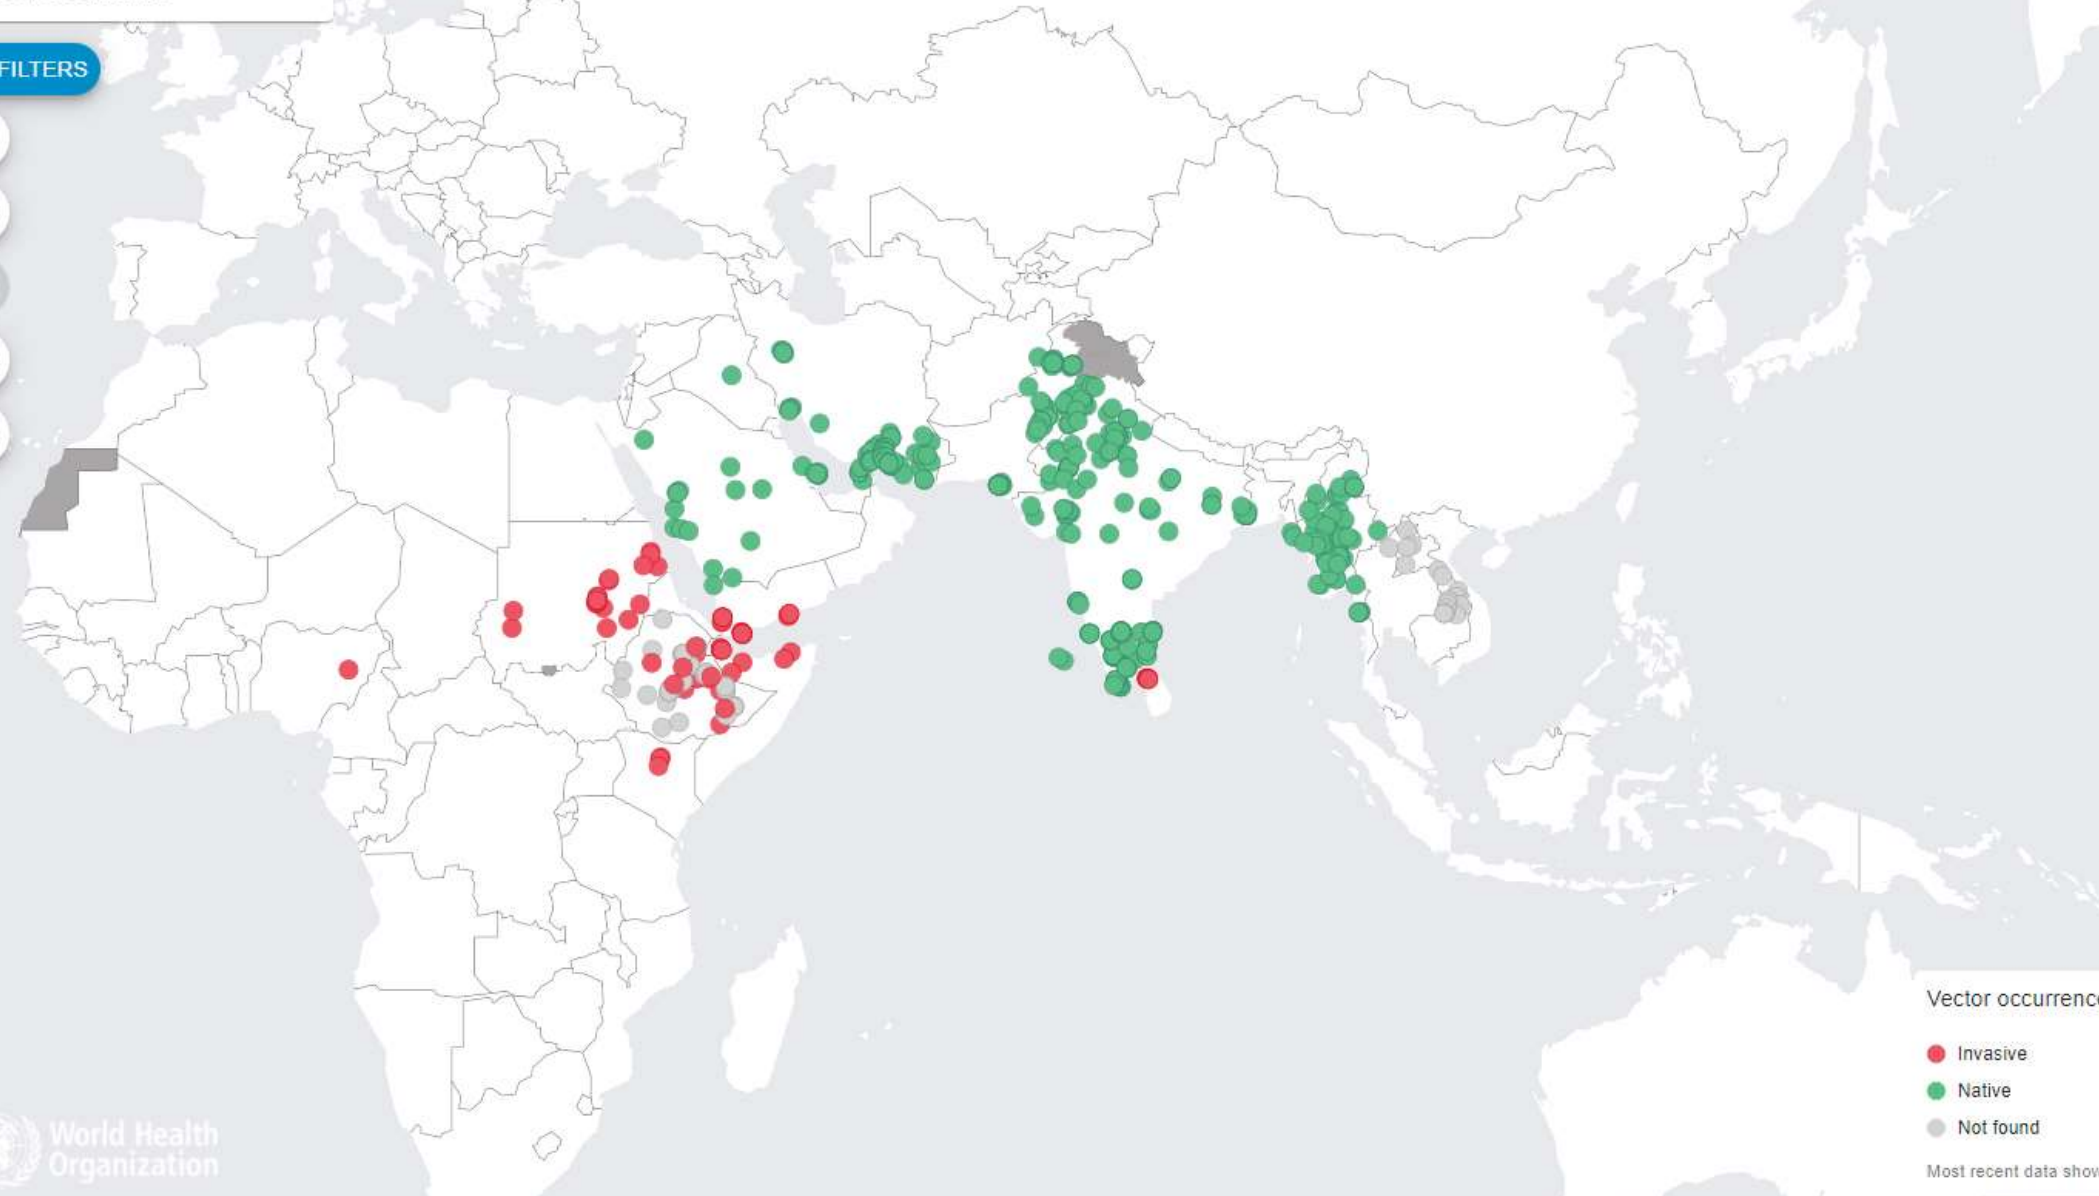 FILTERS
Vector occurrenc
Invasive
Native
Not found
Most recent data show
World Health
Organization